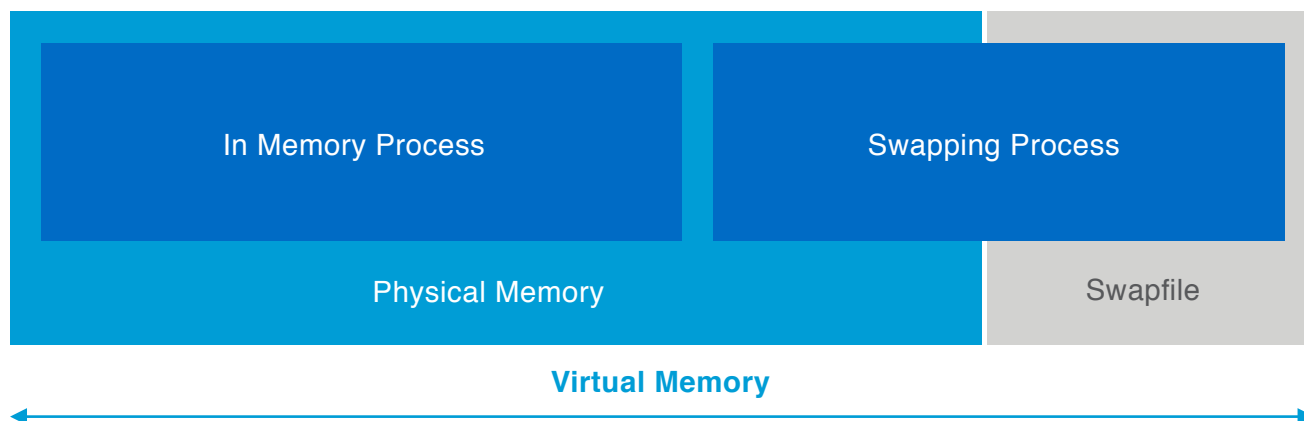 In Memory Process
Swapping Process
Physical Memory
Swapfile
Virtual Memory